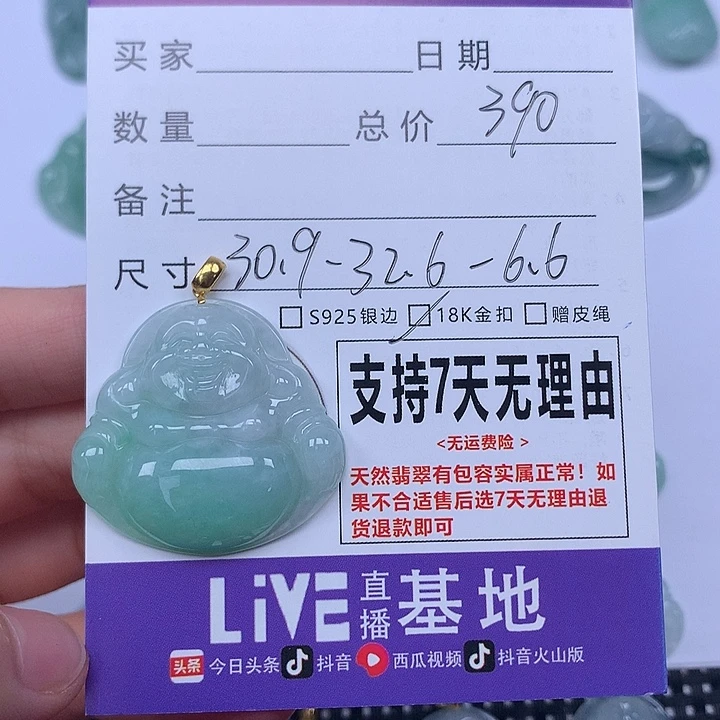 买家 日期
数量 总价 390
备注
尺寸 30.9-32.6-6.6
□S925银边 ☑18K金扣 □赠皮绳
支持7天无理由
<无运费险>
天然翡翠有包容实属正常！如
果不合适售后选7天无理由退
货退款即可
LiVE直播基地
头条 今日头条 抖音 西瓜视频 抖音火山版